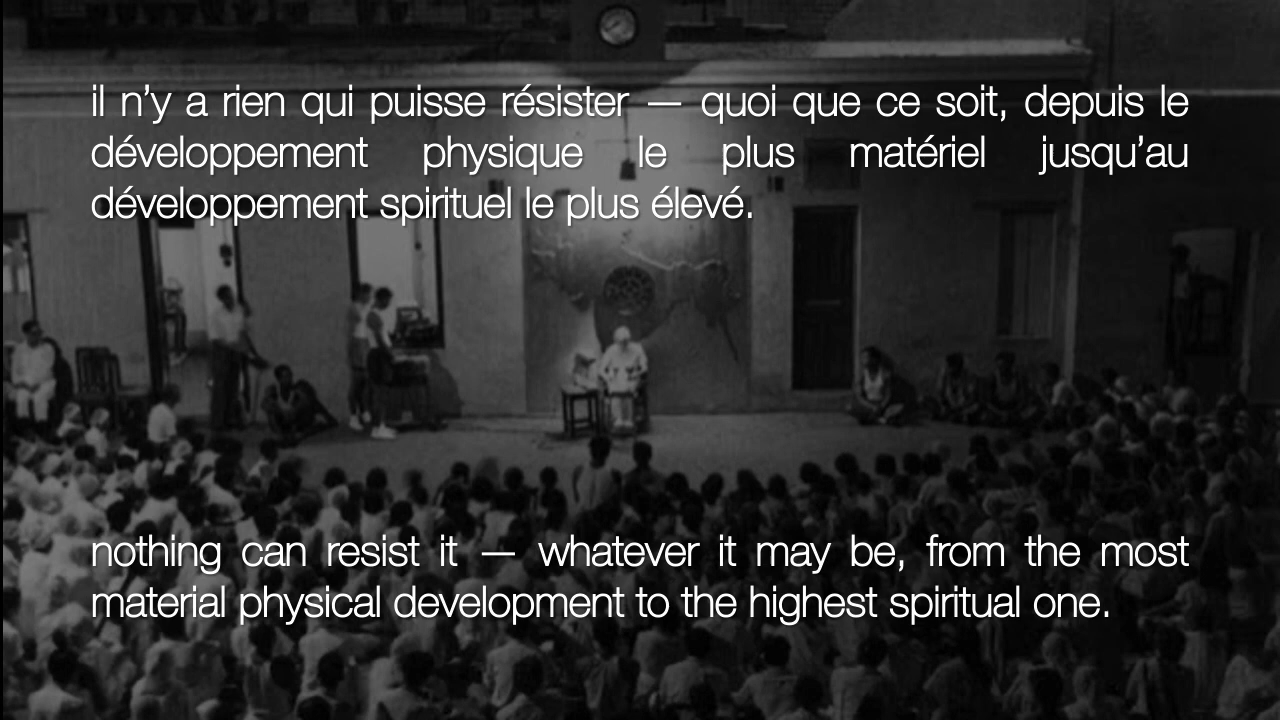 il n’y a rien qui puisse résister — quoi que ce soit, depuis le
développement physique le plus matériel jusqu’au
développement spirituel le plus élevé.
nothing can resist it — whatever it may be, from the most
material physical development to the highest spiritual one.